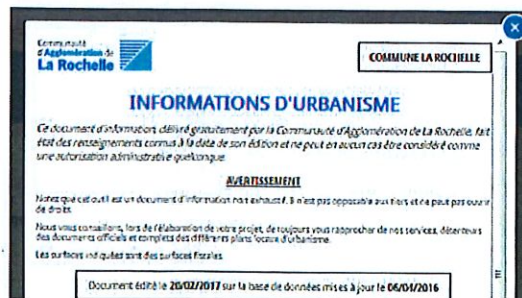 Communauté
d'Agglomération de
La Rochelle
COMMUNE LA ROCHELLE
INFORMATIONS D'URBANISME
Ce document d'information, délivré gratuitement par la Communauté d'Agglomération de La Rochelle, fait
état des renseignements connus à la date de son édition et ne peut en aucun cas être considéré comme
une autorisation administrative quelconque.
AVERTISSEMENT
Notez que cet outil est un document d'information non exhaustif. Il n'est pas opposable aux tiers et ne peut pas ouvrir
de droits.
Nous vous conseillons, lors de l'élaboration de votre projet, de toujours vous rapprocher de nos services, détenteurs
des documents officiels et complets des différents plans locaux d'urbanisme.
Les surfaces indiquées sont des surfaces fiscales.
Document édité le 20/02/2017 sur la base de données mises à jour le 06/04/2016